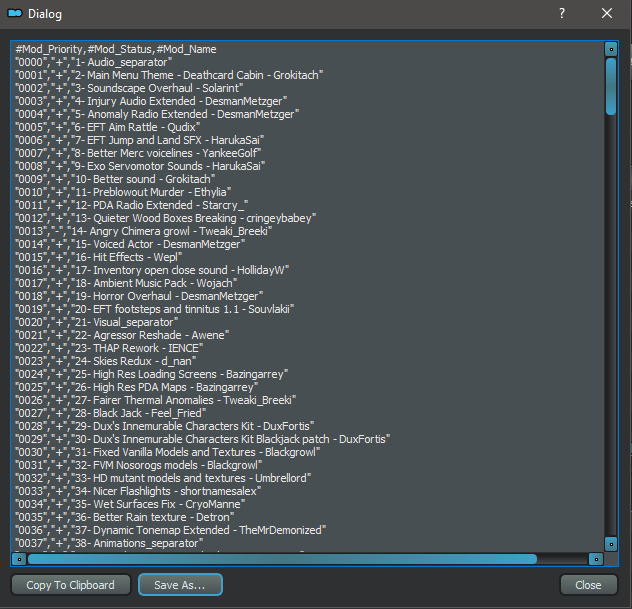 Dialog
#Mod_Priority,#Mod_Status,#Mod_Name
"0000","+","1- Audio_separator"
"0001","+","2- Main Menu Theme - Deathcard Cabin - Grokitach"
"0002","+","3- Soundscape Overhaul - Solarint"
"0003","+","4- Injury Audio Extended - DesmanMetzger"
"0004","+","5- Anomaly Radio Extended - DesmanMetzger"
"0005","+","6- EFT Aim Rattle - Qudix"
"0006","+","7- EFT Jump and Land SFX - HarukaSai"
"0007","+","8- Better Merc voicelines - YankeeGolf"
"0008","+","9- Exo Servomotor Sounds - HarukaSai"
"0009","+","10- Better sound - Grokitach"
"0010","+","11- Preblowout Murder - Ethylia"
"0011","+","12- PDA Radio Extended - Starcry_"
"0012","+","13- Quieter Wood Boxes Breaking - cringeybabey"
"0013","-","14- Angry Chimera growl - Tweaki_Breeki"
"0014","+","15- Voiced Actor - DesmanMetzger"
"0015","+","16- Hit Effects - Wepl"
"0016","+","17- Inventory open close sound - HollidayW"
"0017","+","18- Ambient Music Pack - Wojach"
"0018","+","19- Horror Overhaul - DesmanMetzger"
"0019","+","20- EFT footsteps and tinnitus 1.1 - Souvlakii"
"0020","+","21- Visual_separator"
"0021","+","22- Agressor Reshade - Awene"
"0022","+","23- THAP Rework - IENCE"
"0023","+","24- Skies Redux - d_nan"
"0024","+","25- High Res Loading Screens - Bazingarrey"
"0025","+","26- High Res PDA Maps - Bazingarrey"
"0026","+","27- Fairer Thermal Anomalies - Tweaki_Breeki"
"0027","+","28- Black Jack - Feel_Fried"
"0028","+","29- Dux's Innemurable Characters Kit - DuxFortis"
"0029","+","30- Dux's Innemurable Characters Kit Blackjack patch - DuxFortis"
"0030","+","31- Fixed Vanilla Models and Textures - Blackgrowl"
"0031","+","32- FVM Nosorogs models - Blackgrowl"
"0032","+","33- HD mutant models and textures - Umbrellord"
"0033","+","34- Nicer Flashlights - shortnamesalex"
"0034","+","35- Wet Surfaces Fix - CryoManne"
"0035","+","36- Better Rain texture - Detron"
"0036","+","37- Dynamic Tonemap Extended - TheMrDemonized"
"0037","+","38- Animations_separator"
Copy To Clipboard
Save As...
Close